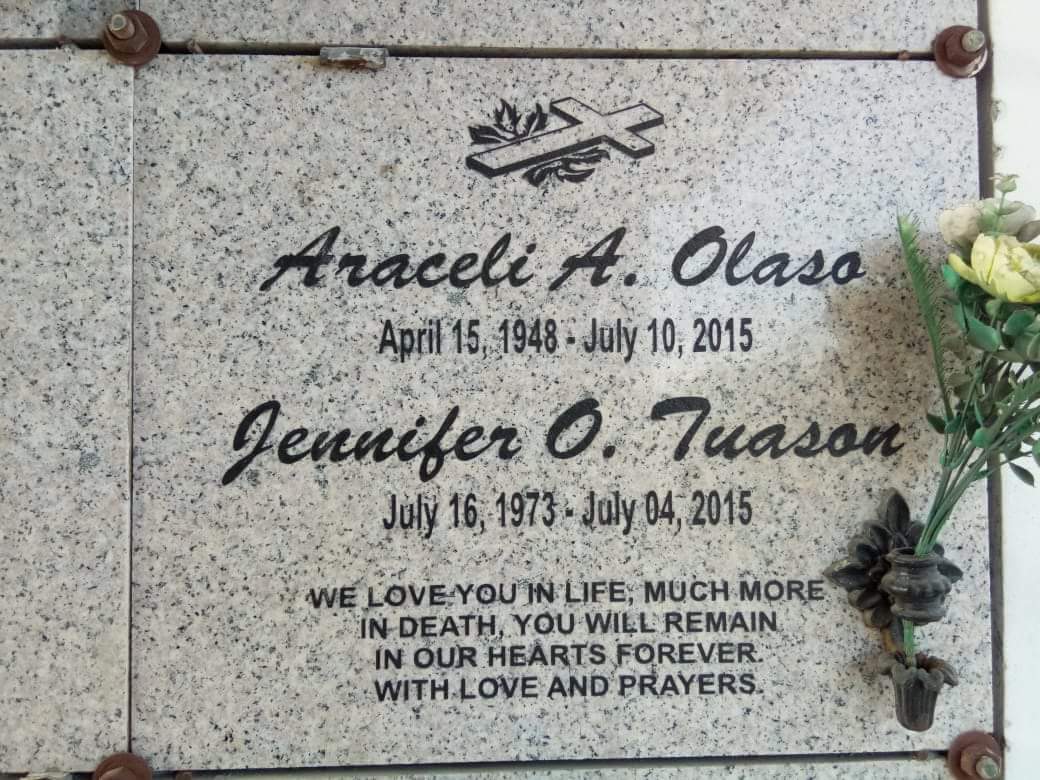 Araceli A. Olaso
April 15, 1948 - July 10, 2015
Jennifer O. Tuason
July 16, 1973 - July 04, 2015
WE LOVE YOU IN LIFE, MUCH MORE
IN DEATH, YOU WILL REMAIN
IN OUR HEARTS FOREVER.
WITH LOVE AND PRAYERS.